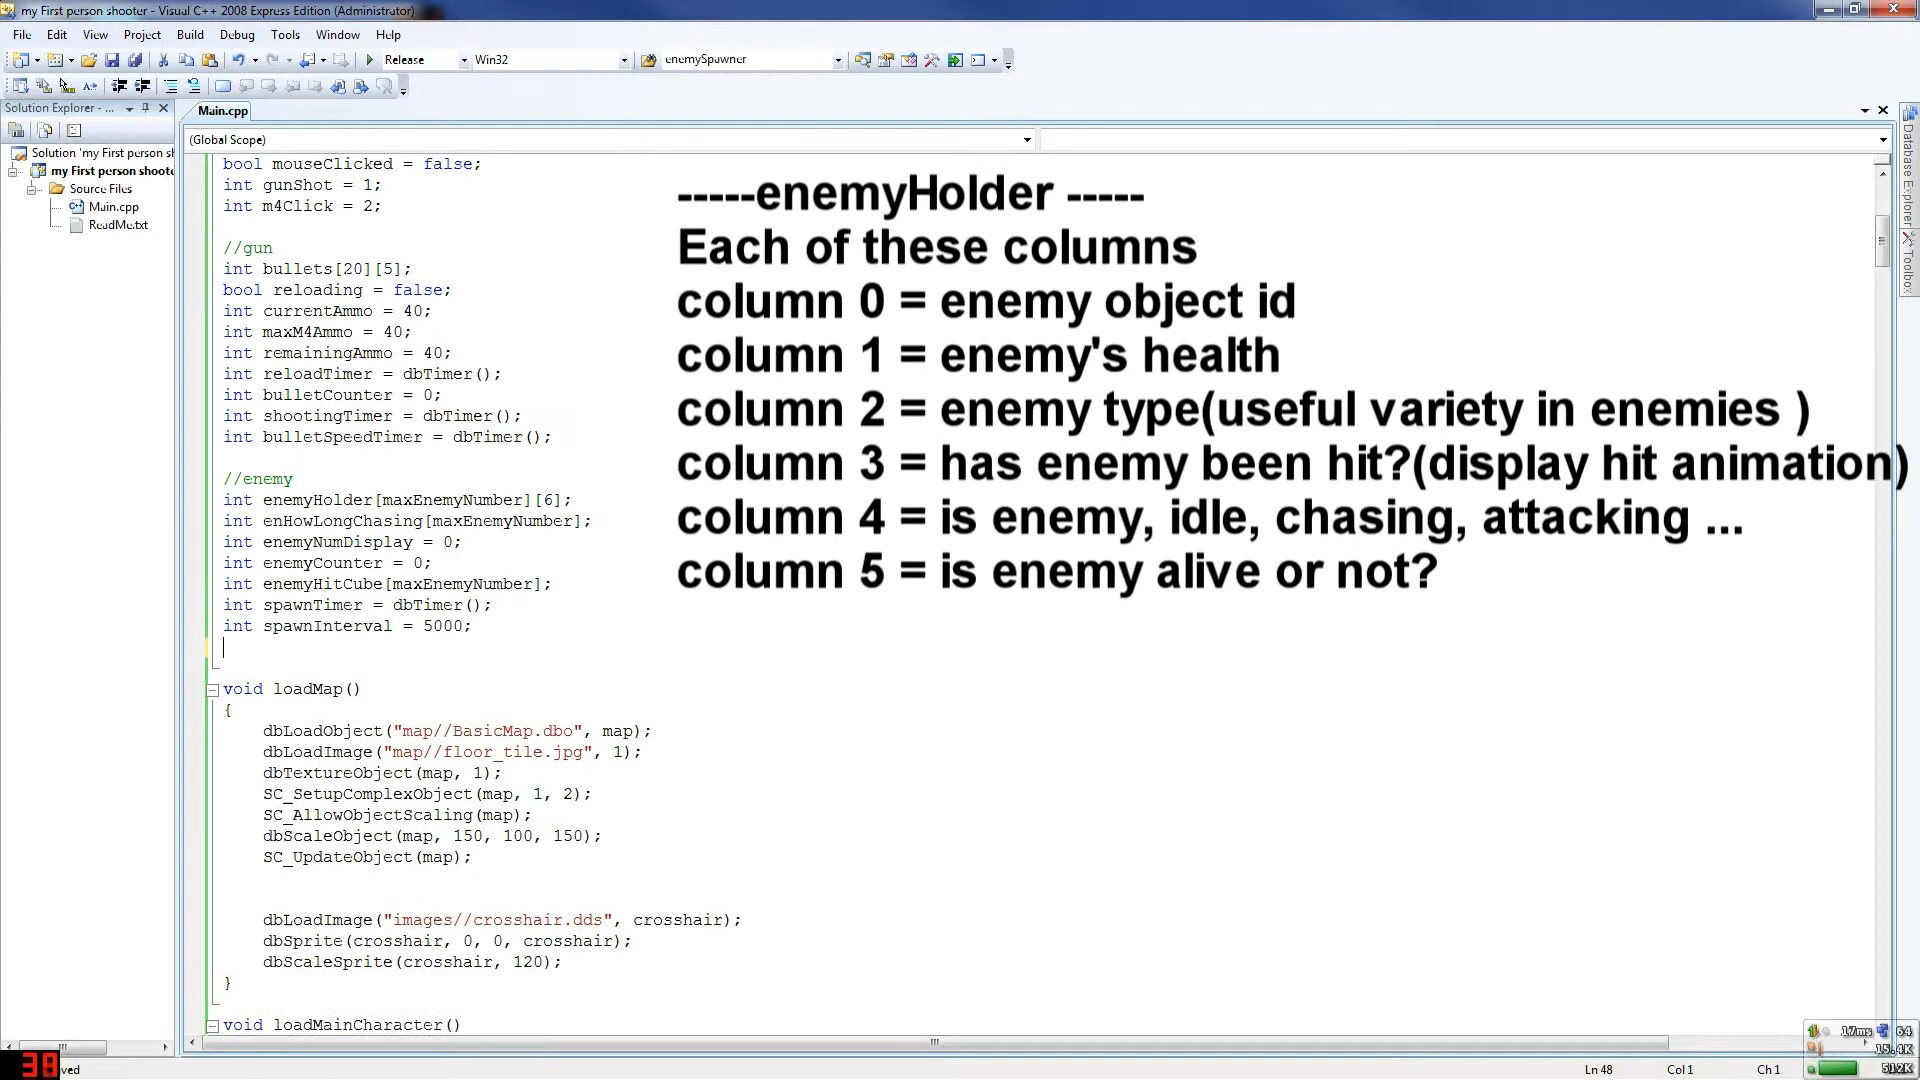 my First person shooter - Visual C++ 2008 Express Edition (Administrator)
File Edit View Project Build Debug Tools Window Help
Release Win32 enemySpawner
Solution Explorer - ...
Main.cpp
(Global Scope)
Solution 'my First person sh
my First person shoote
Source Files
Main.cpp
ReadMe.txt
bool mouseClicked = false;
int gunShot = 1;
int m4Click = 2;
//gun
int bullets[20][5];
bool reloading = false;
int currentAmmo = 40;
int maxM4Ammo = 40;
int remainingAmmo = 40;
int reloadTimer = dbTimer();
int bulletCounter = 0;
int shootingTimer = dbTimer();
int bulletSpeedTimer = dbTimer();
//enemy
int enemyHolder[maxEnemyNumber][6];
int enHowLongChasing[maxEnemyNumber];
int enemyNumDisplay = 0;
int enemyCounter = 0;
int enemyHitCube[maxEnemyNumber];
int spawnTimer = dbTimer();
int spawnInterval = 5000;
void loadMap()
{
dbLoadObject("map//BasicMap.dbo", map);
dbLoadImage("map//floor_tile.jpg", 1);
dbTextureObject(map, 1);
SC_SetupComplexObject(map, 1, 2);
SC_AllowObjectScaling(map);
dbScaleObject(map, 150, 100, 150);
SC_UpdateObject(map);
dbLoadImage("images//crosshair.dds", crosshair);
dbSprite(crosshair, 0, 0, crosshair);
dbScaleSprite(crosshair, 120);
}
void loadMainCharacter()
-----enemyHolder -----
Each of these columns
column 0 = enemy object id
column 1 = enemy's health
column 2 = enemy type(useful variety in enemies )
column 3 = has enemy been hit?(display hit animation)
column 4 = is enemy, idle, chasing, attacking ...
column 5 = is enemy alive or not?
Database Explorer
Toolbox
38
ved
Ln 48 Col 1 Ch 1
17ms 64
15.4K
512K